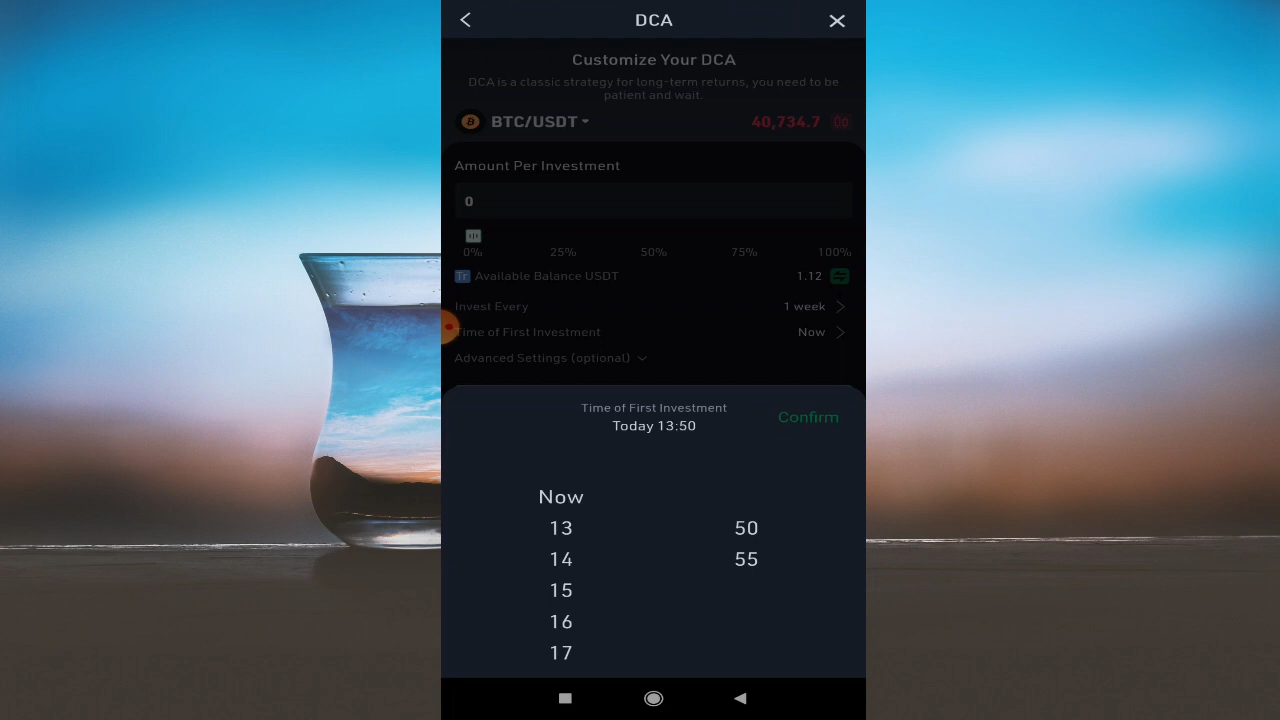 DCA
Customize Your DCA
DCA is a classic strategy for long-term returns, you need to be
patient and wait.
BTC/USDT 40,734.7
Amount Per Investment
0
0% 25% 50% 75% 100%
Tr Available Balance USDT 1.12
Invest Every 1 week
Time of First Investment Now
Advanced Settings (optional)
Time of First Investment
Today 13:50
Confirm
Now
13 50
14 55
15
16
17